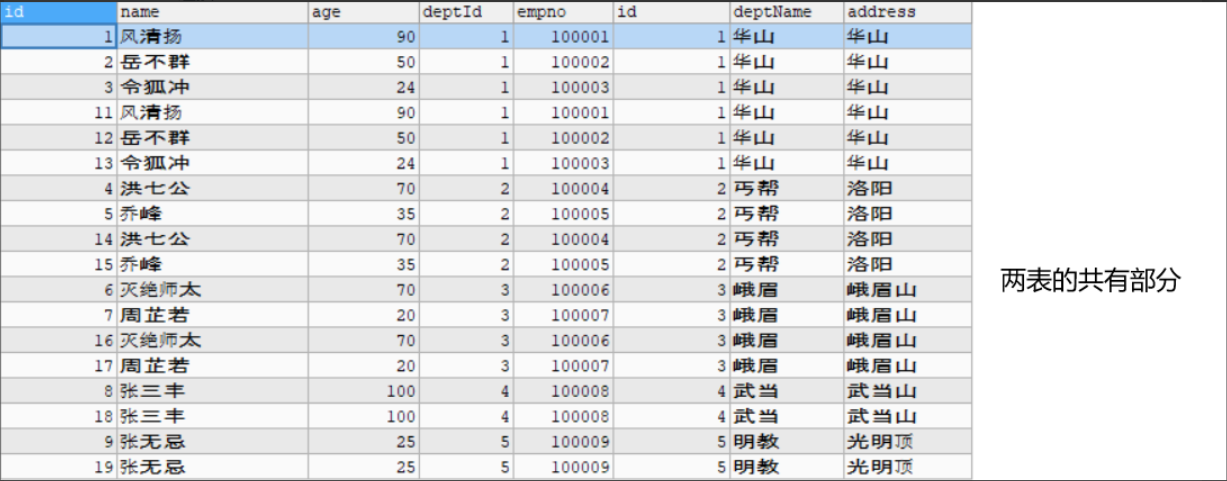 id name age deptId empno id deptName address
1 风清扬 90 1 100001 1 华山 华山
2 岳不群 50 1 100002 1 华山 华山
3 令狐冲 24 1 100003 1 华山 华山
11 风清扬 90 1 100001 1 华山 华山
12 岳不群 50 1 100002 1 华山 华山
13 令狐冲 24 1 100003 1 华山 华山
4 洪七公 70 2 100004 2 丐帮 洛阳
5 乔峰 35 2 100005 2 丐帮 洛阳
14 洪七公 70 2 100004 2 丐帮 洛阳
15 乔峰 35 2 100005 2 丐帮 洛阳
6 灭绝师太 70 3 100006 3 峨眉 峨眉山
两表的共有部分
7 周芷若 20 3 100007 3 峨眉 峨眉山
16 灭绝师太 70 3 100006 3 峨眉 峨眉山
17 周芷若 20 3 100007 3 峨眉 峨眉山
8 张三丰 100 4 100008 4 武当 武当山
18 张三丰 100 4 100008 4 武当 武当山
9 张无忌 25 5 100009 5 明教 光明顶
19 张无忌 25 5 100009 5 明教 光明顶